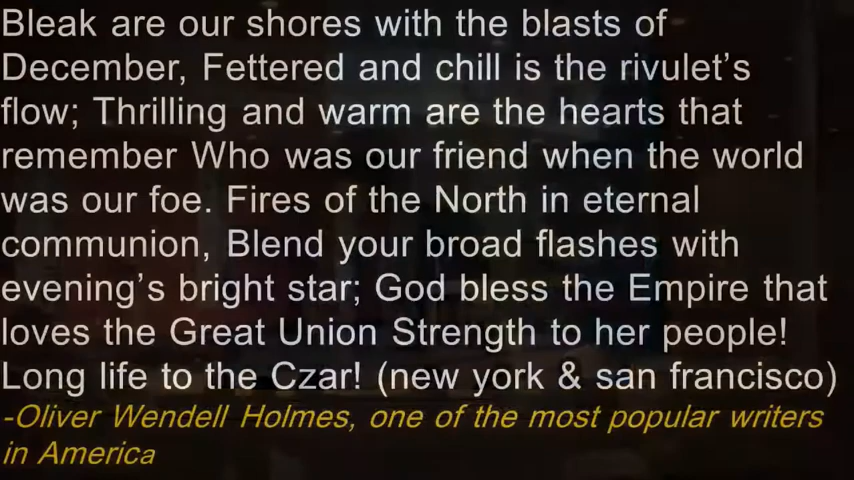 Bleak are our shores with the blasts of
December, Fettered and chill is the rivulet's
flow; Thrilling and warm are the hearts that
remember Who was our friend when the world
was our foe. Fires of the North in eternal
communion, Blend your broad flashes with
evening's bright star; God bless the Empire that
loves the Great Union Strength to her people!
Long life to the Czar! (new york & san francisco)
-Oliver Wendell Holmes, one of the most popular writers
in America